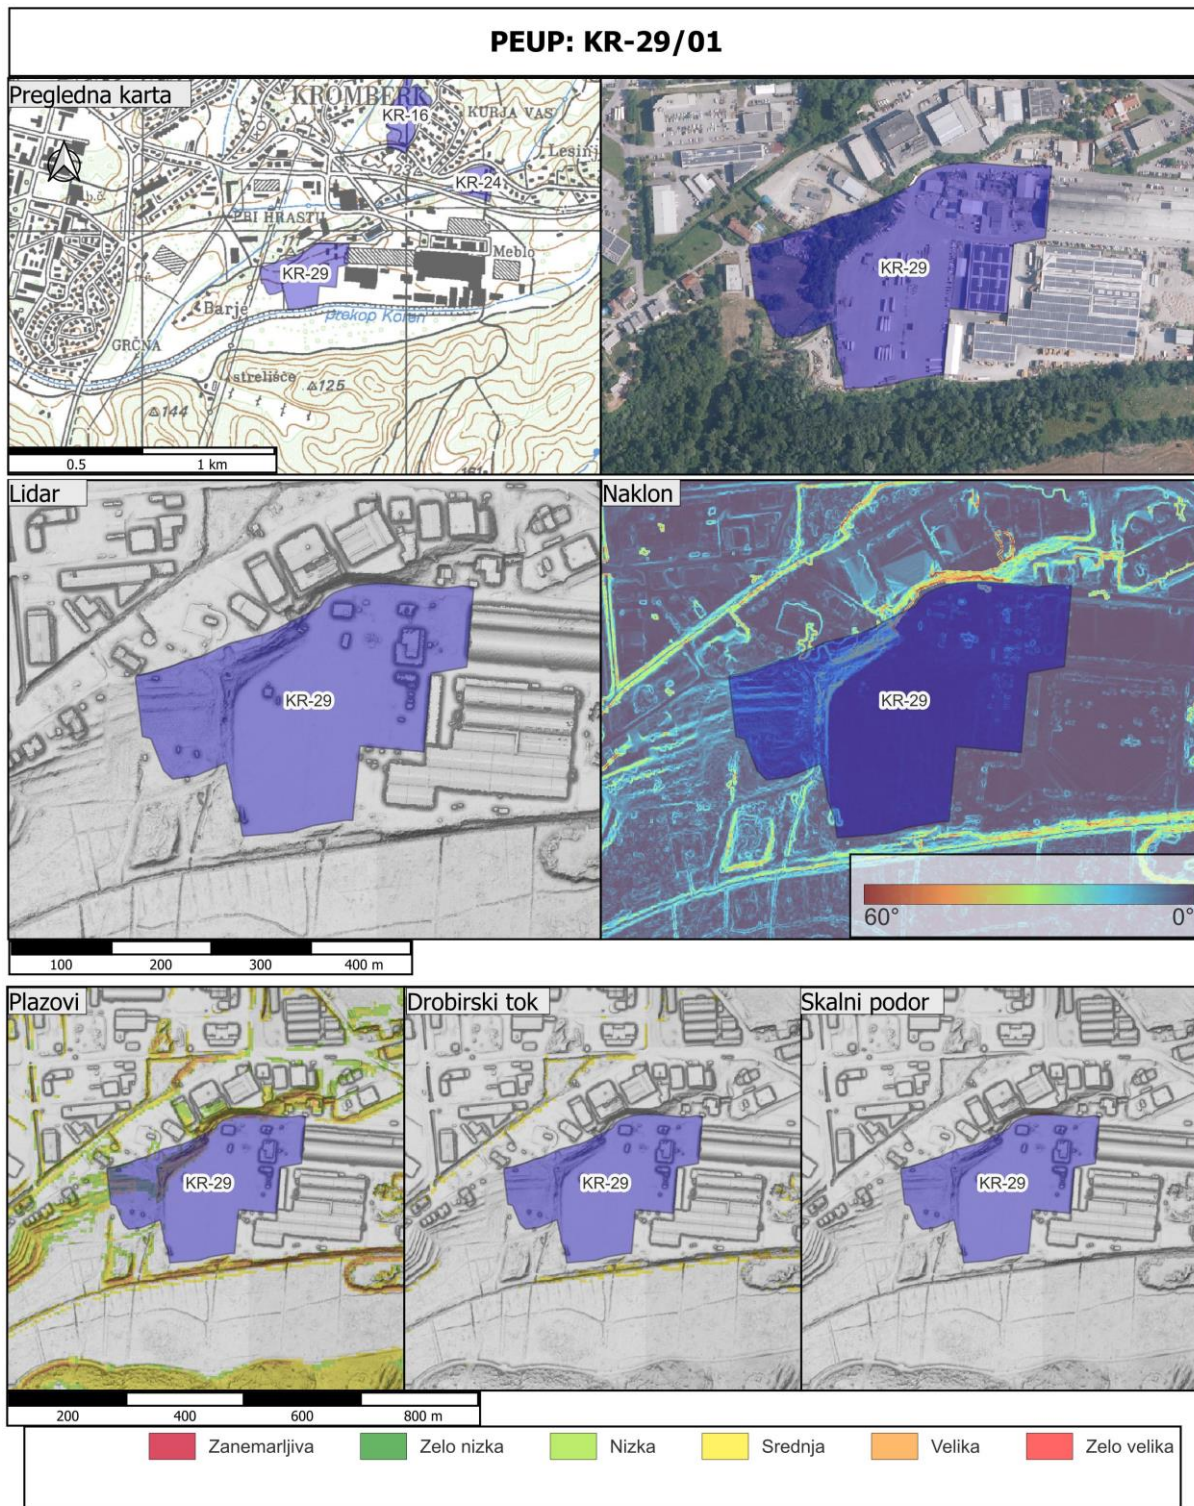 PEUP: KR-29/01
Pregledna karta
KROMBERK
KR-16
KURJA VAS
Lesinj
KR-24
PRI HRASTU
Meblo
KR-29
Barje
prekop Koren
GRČNA
strelišče
125
144
0.5 1 km
KR-29
Lidar
KR-29
100 200 300 400 m
Naklon
KR-29
60° 0°
Plazovi
KR-29
Drobirski tok
KR-29
Skalni podor
KR-29
200 400 600 800 m
Zanemarljiva Zelo nizka Nizka Srednja Velika Zelo velika